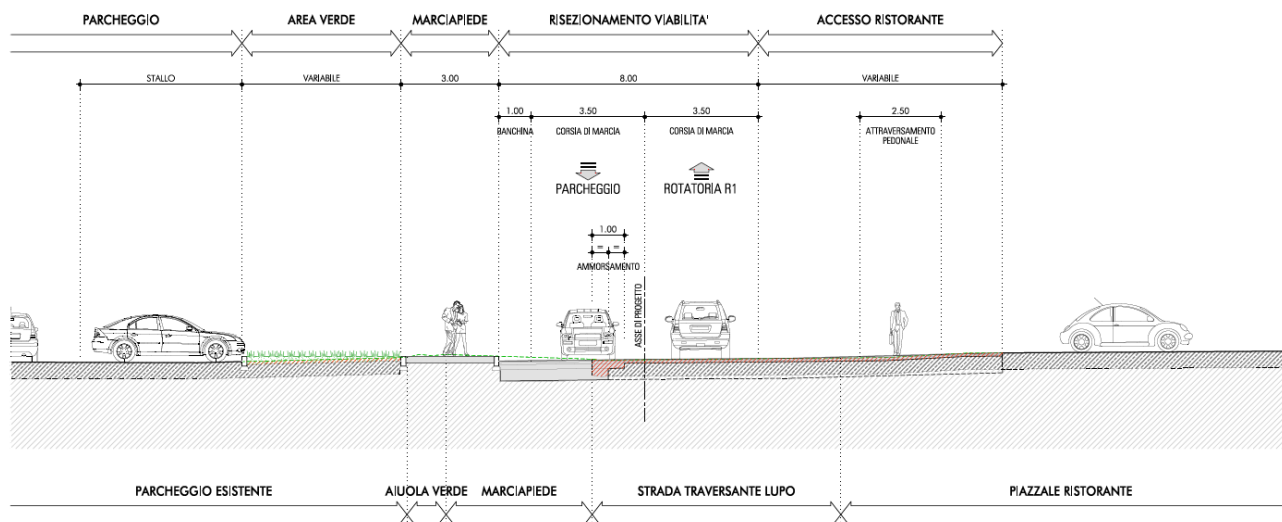 PARCHEGGIO
AREA VERDE
MARCIAPIEDE
RISEZIONAMENTO VIABILITA'
ACCESSO RISTORANTE
STALLO
VARIABILE
3.00
8.00
VARIABILE
1.00
3.50
3.50
2.50
BANCHINA
CORSIA DI MARCIA
CORSIA DI MARCIA
ATTRAVERSAMENTO
PEDONALE
PARCHEGGIO
ROTATORIA R1
1.00
= =
AMMORSAMENTO
ASSE DI PROGETTO
PARCHEGGIO ESISTENTE
AIUOLA VERDE
MARCIAPIEDE
STRADA TRAVERSANTE LUPO
PIAZZALE RISTORANTE